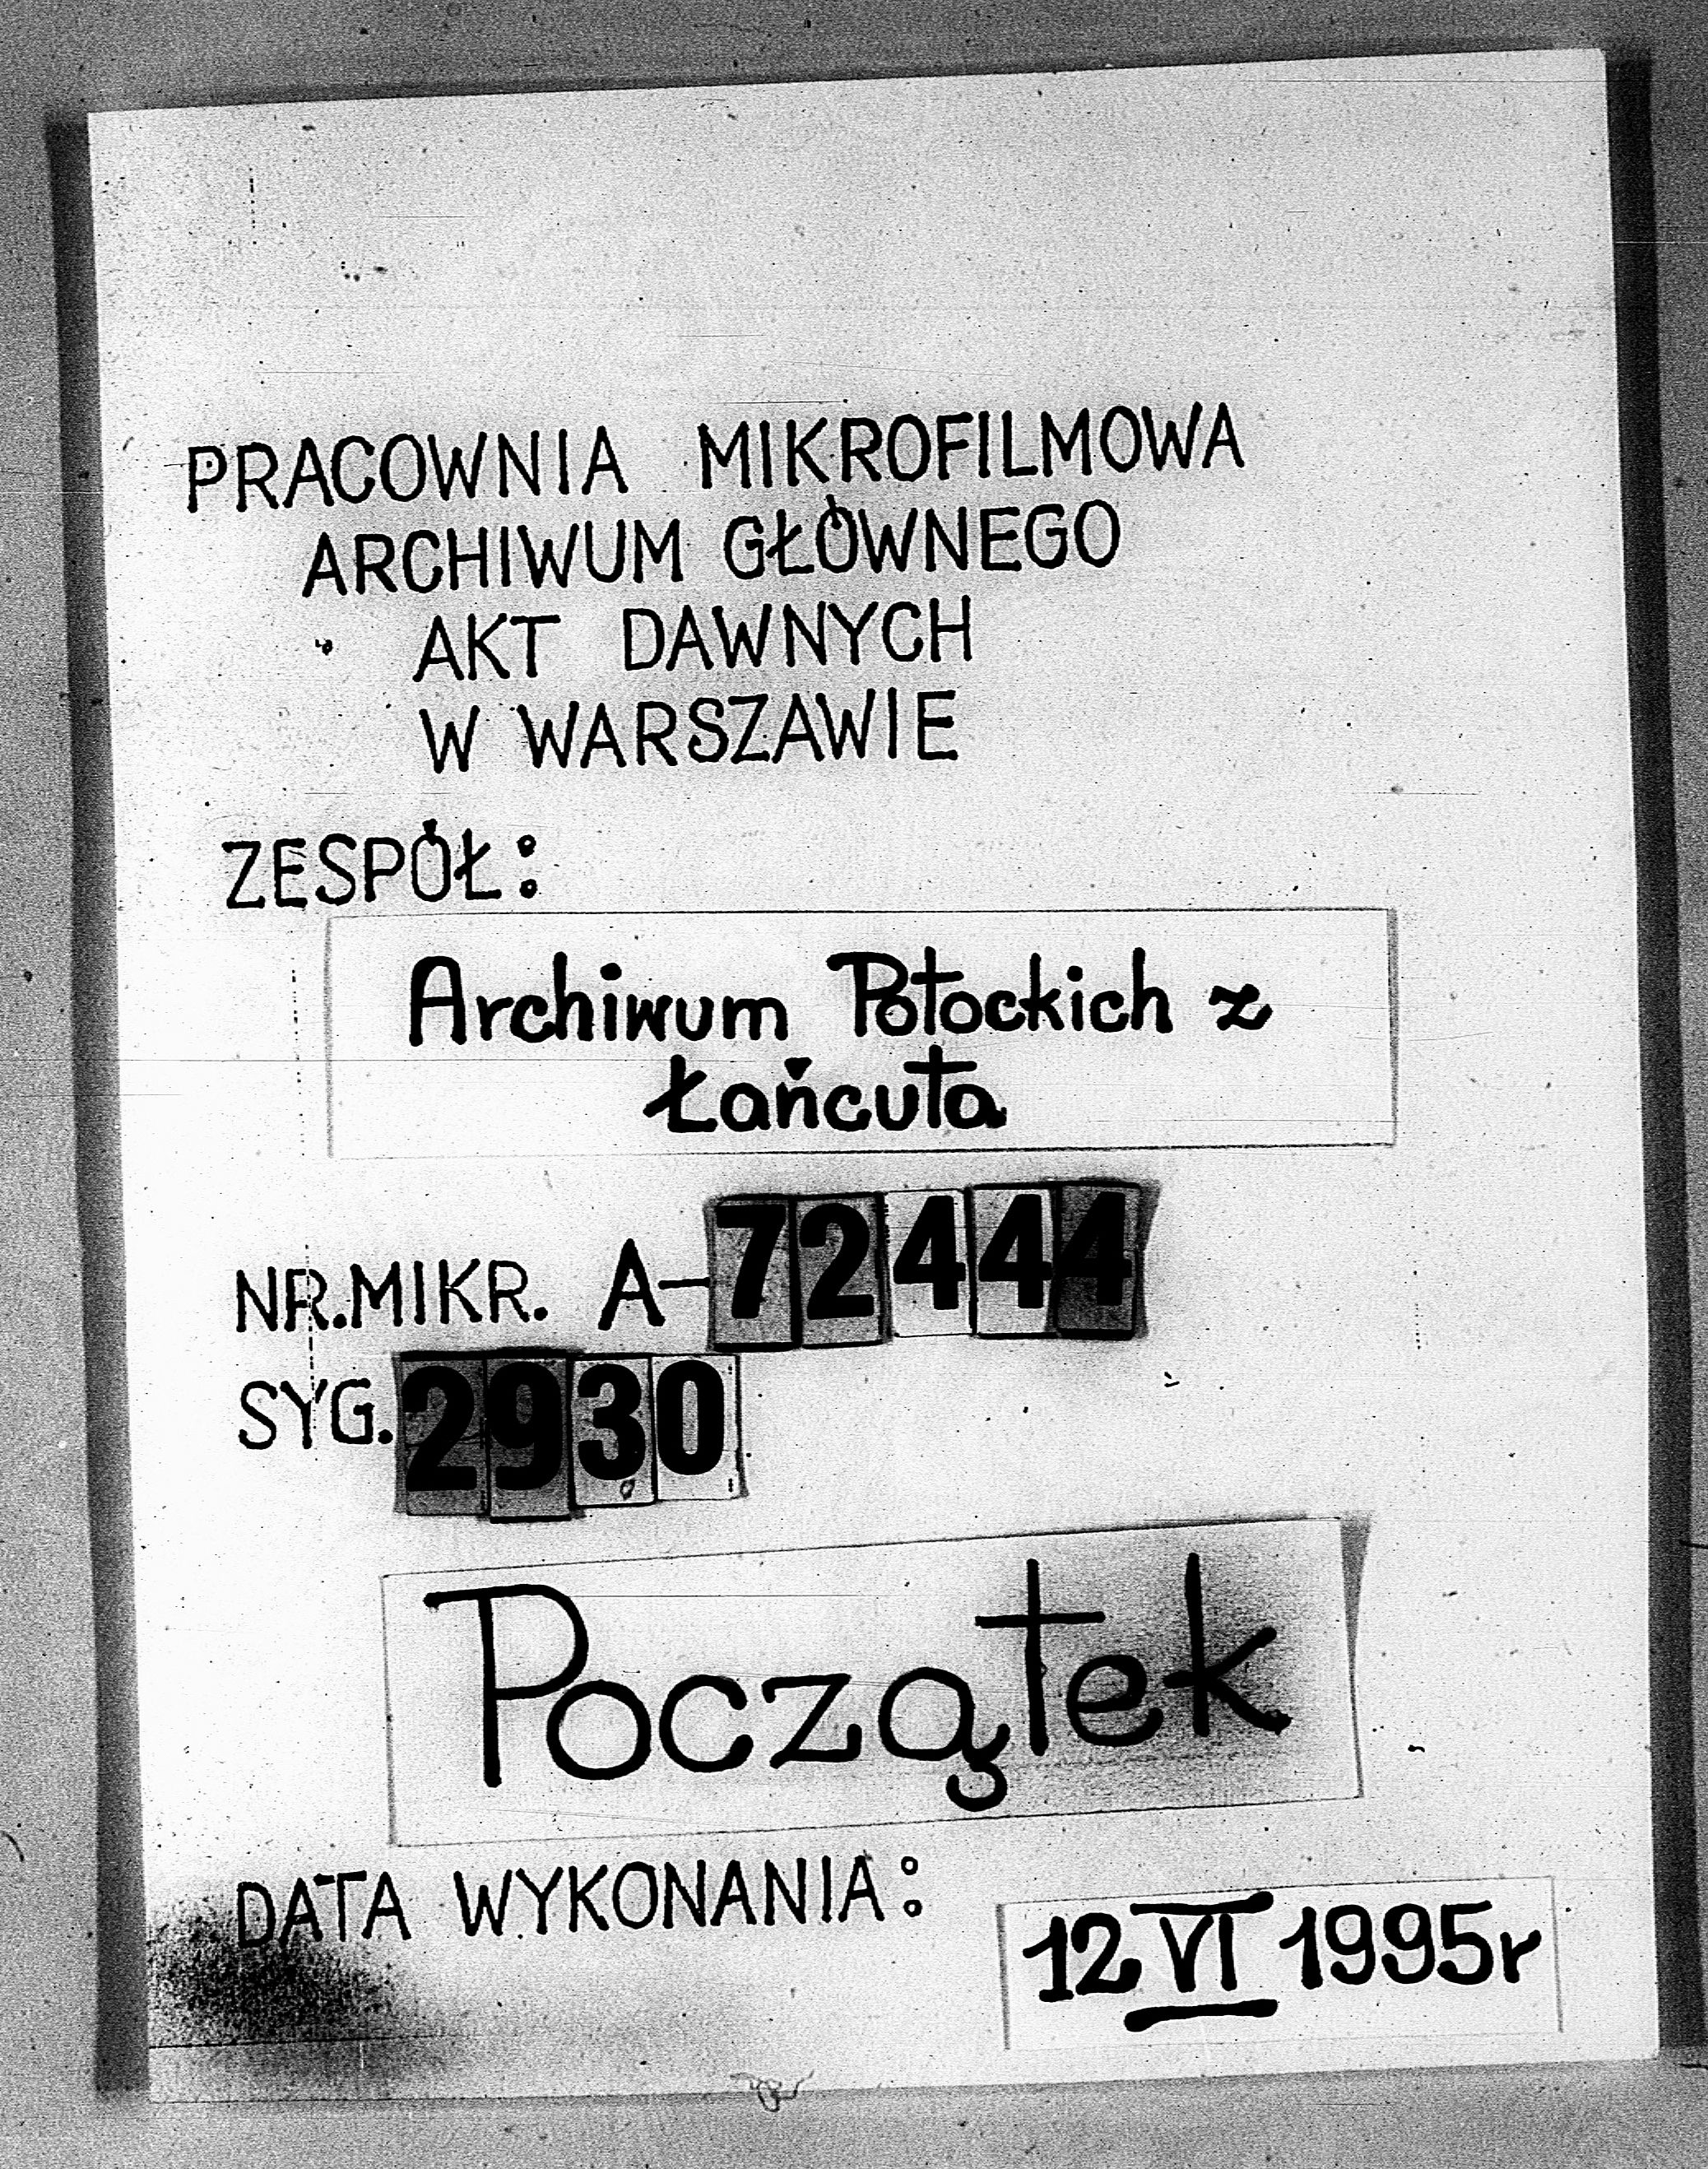 PRACOWNIA MIKROFILMOWA
ARCHIWUM GŁÓWNEGO
AKT DAWNYCH
W WARSZAWIE
ZESPÓŁ:
Archiwum Potockich z
Łańcuta
NR.MIKR. A-72444
SYG. 2930
Początek
DATA WYKONANIA:
12 VI 1995r